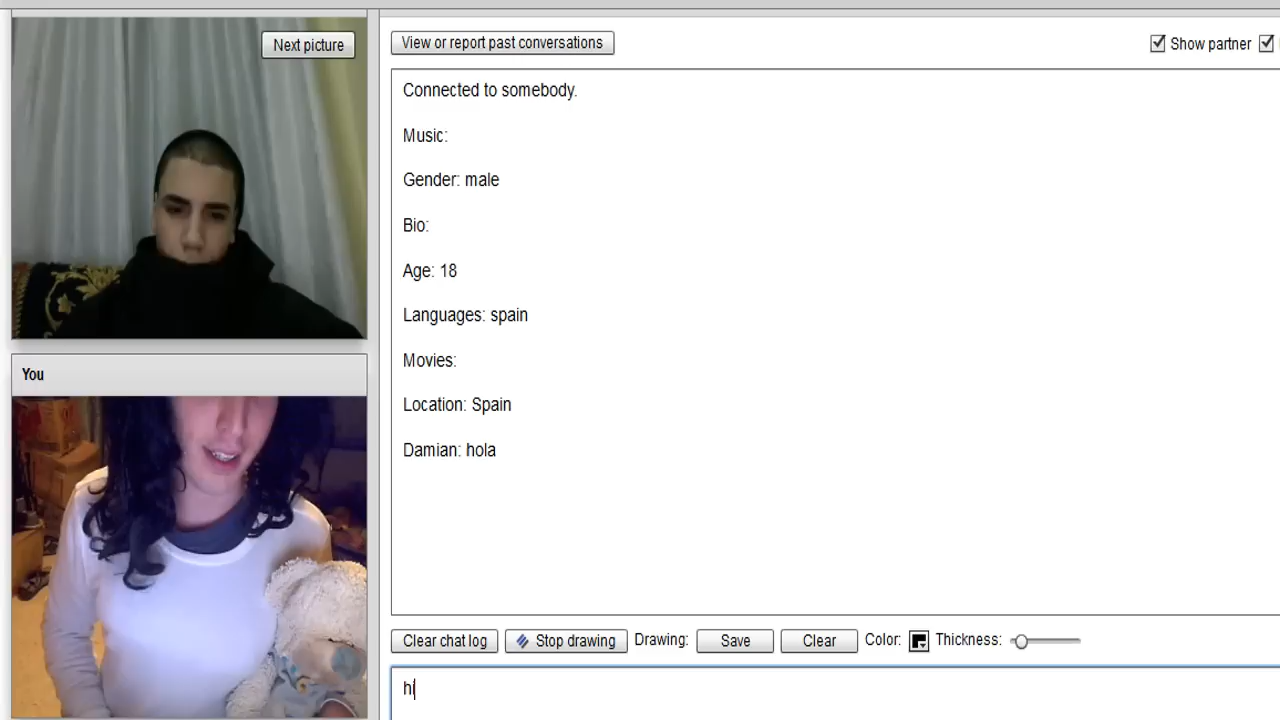 Next picture
View or report past conversations
Show partner
Connected to somebody.
Music:
Gender: male
Bio:
Age: 18
Languages: spain
Movies:
Location: Spain
Damian: hola
You
Clear chat log
Stop drawing
Drawing:
Save
Clear
Color:
Thickness:
hi